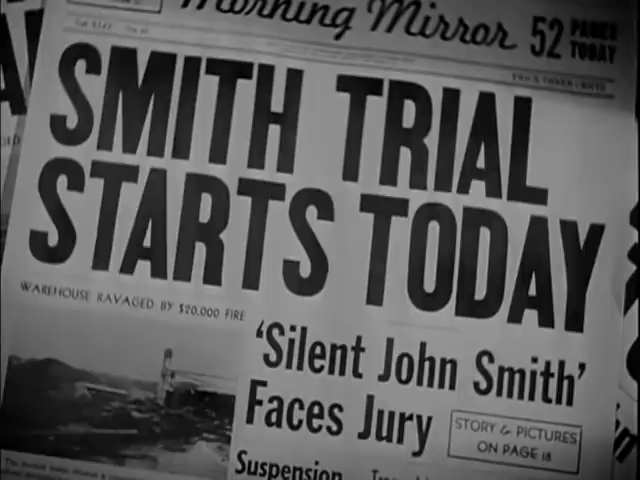 Morning Mirror
52 PAGES
TODAY
SMITH TRIAL
STARTS TODAY
WAREHOUSE RAVAGED BY $20,000 FIRE
'Silent John Smith'
Faces Jury
STORY & PICTURES
ON PAGE 18
Suspension